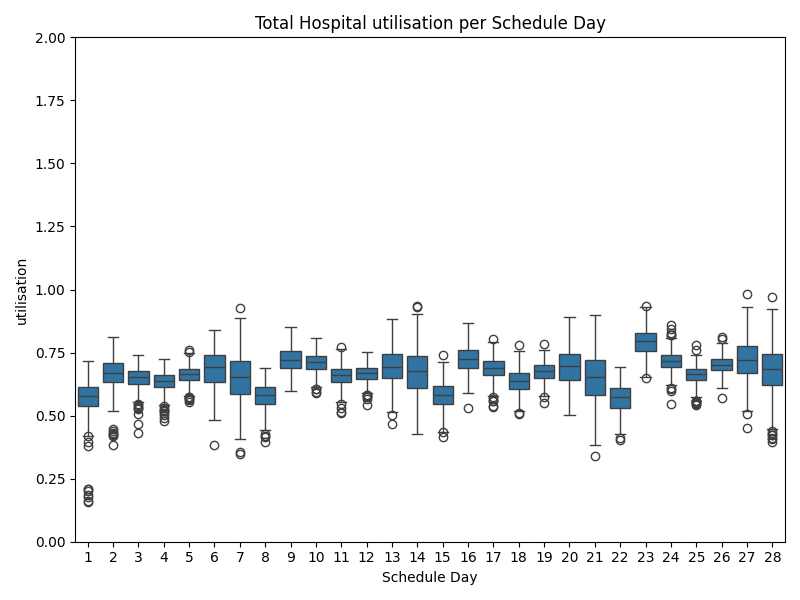 Total Hospital utilisation per Schedule Day
utilisation
2.00
1.75
1.50
1.25
1.00
0.75
0.50
0.25
0.00
1 2 3 4 5 6 7 8 9 10 11 12 13 14 15 16 17 18 19 20 21 22 23 24 25 26 27 28
Schedule Day